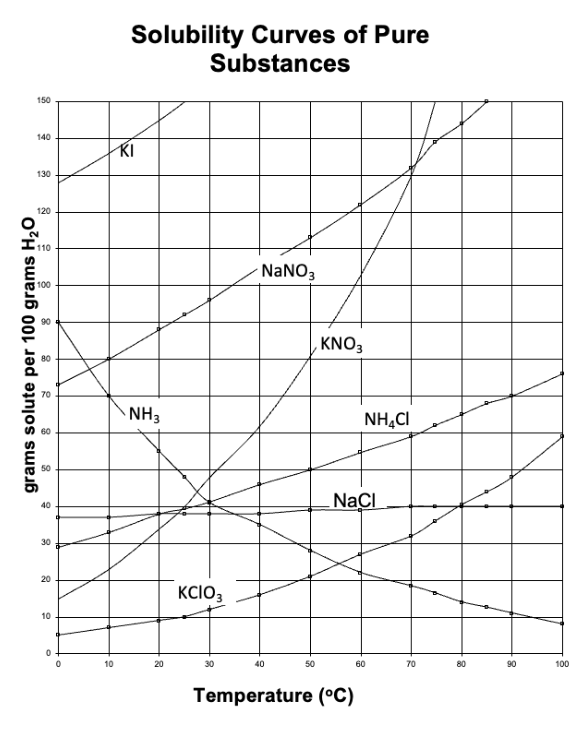 Solubility Curves of Pure
Substances
grams solute per 100 grams H₂O
150
140
130
120
110
100
90
80
70
60
50
40
30
20
10
0
KI
NaNO₃
KNO₃
NH₃
NH₄Cl
NaCl
KClO₃
0 10 20 30 40 50 60 70 80 90 100
Temperature (ºC)